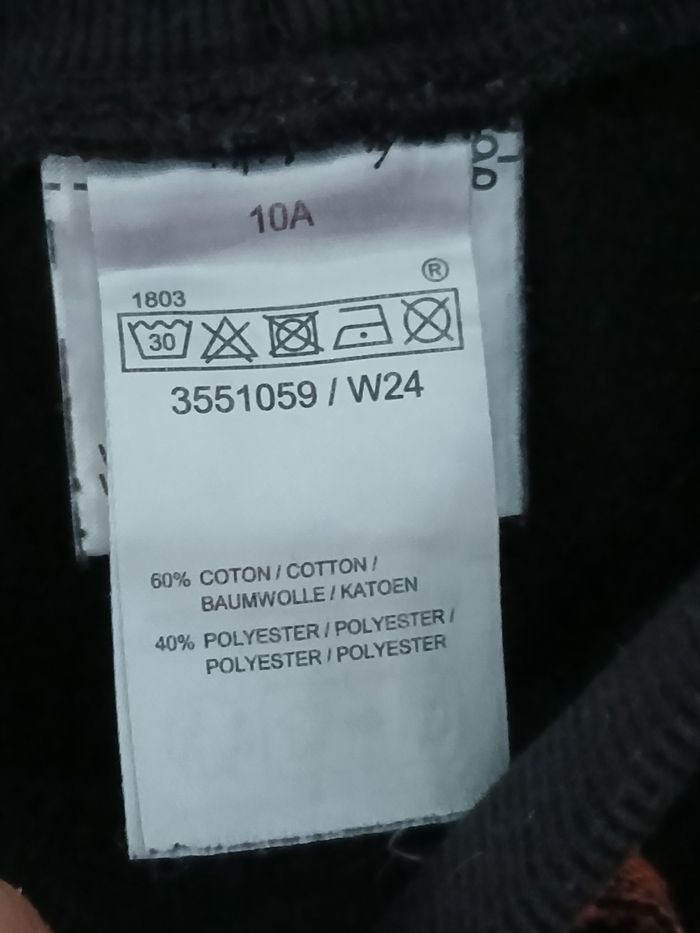 10A
®
1803
30
3551059 / W24
60% COTON / COTTON /
BAUMWOLLE / KATOEN
40% POLYESTER / POLYESTER /
POLYESTER / POLYESTER